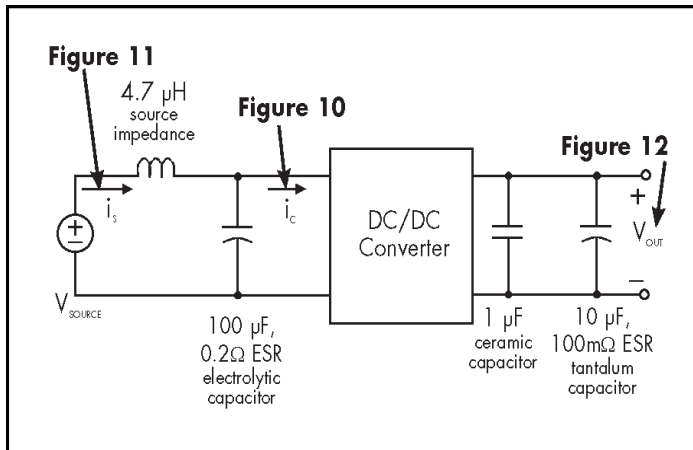 Figure 11
4.7 µH
source
impedance
Figure 10
Figure 12
i_s
i_c
DC/DC
Converter
+
V_OUT
−
+
−
V_SOURCE
100 µF,
0.2Ω ESR
electrolytic
capacitor
1 µF
ceramic
capacitor
10 µF,
100mΩ ESR
tantalum
capacitor